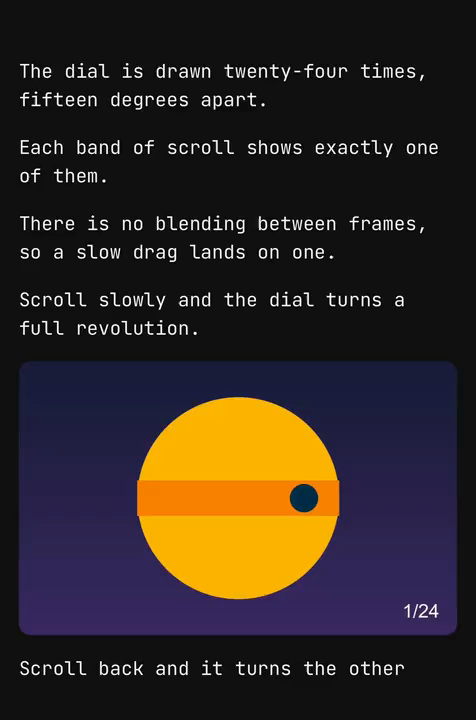 The dial is drawn twenty-four times,
fifteen degrees apart.
Each band of scroll shows exactly one
of them.
There is no blending between frames,
so a slow drag lands on one.
Scroll slowly and the dial turns a
full revolution.
1/24
Scroll back and it turns the other